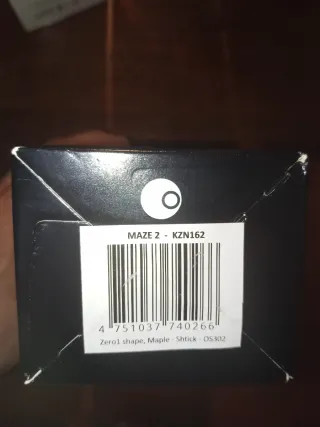 MAZE 2 - KZN162
4 751037 740266
Zero1 shape, Maple - Shtick - DS302